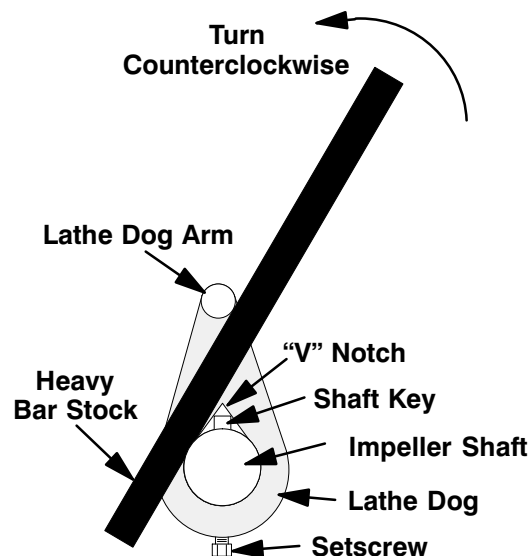 Turn
Counterclockwise
Lathe Dog Arm
“V” Notch
Heavy
Bar Stock
Shaft Key
Impeller Shaft
Lathe Dog
Setscrew